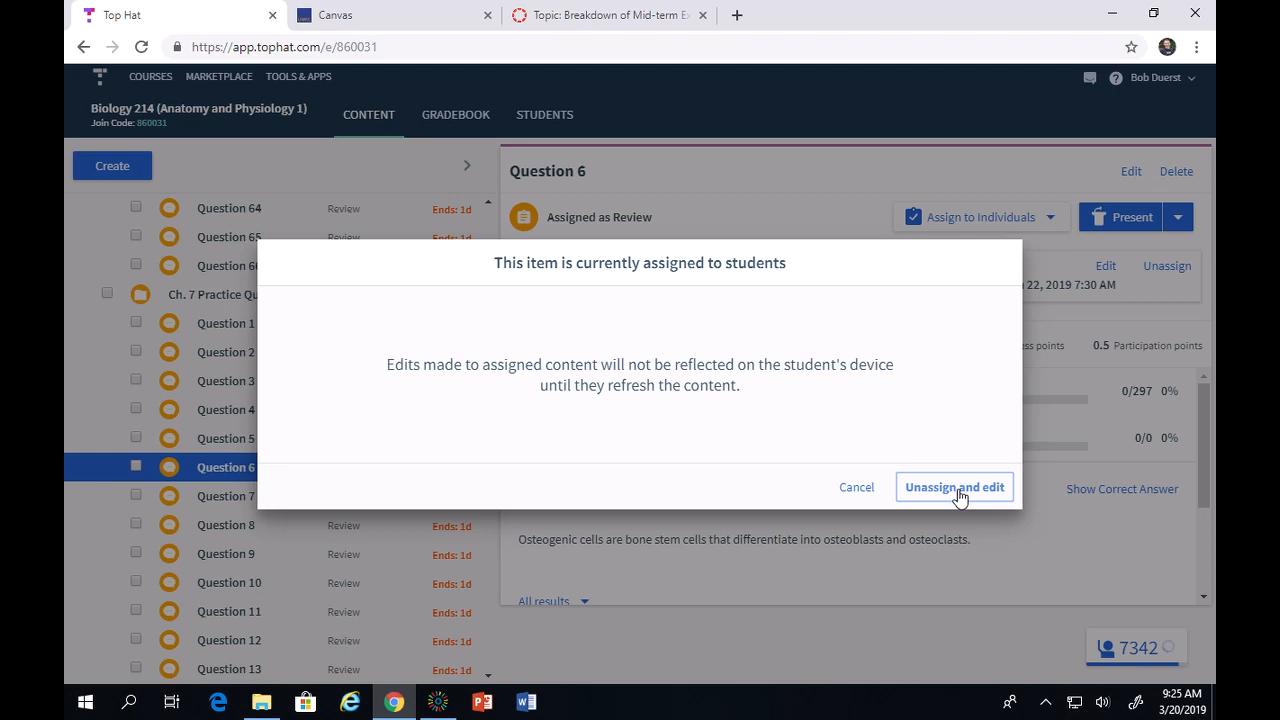 Top Hat
Canvas
Topic: Breakdown of Mid-term Ex
https://app.tophat.com/e/860031
COURSES
MARKETPLACE
TOOLS & APPS
Bob Duerst
Biology 214 (Anatomy and Physiology 1)
Join Code: 860031
CONTENT
GRADEBOOK
STUDENTS
Create
Question 64 Review Ends: 1d
Question 65 Review Ends: 1d
Question 66
Ch. 7 Practice Qu
Question 1
Question 2
Question 3
Question 4
Question 5
Question 6
Question 7
Question 8 Review Ends: 1d
Question 9 Review Ends: 1d
Question 10 Review Ends: 1d
Question 11 Review Ends: 1d
Question 12 Review Ends: 1d
Question 13 Review Ends: 1d
Question 6
Edit
Delete
Assigned as Review
Assign to Individuals
Present
Edit
Unassign
22, 2019 7:30 AM
points
0.5 Participation points
0/297 0%
0/0 0%
Show Correct Answer
Osteogenic cells are bone stem cells that differentiate into osteoblasts and osteoclasts.
All results
7342
This item is currently assigned to students
Edits made to assigned content will not be reflected on the student's device
until they refresh the content.
Cancel
Unassign and edit
9:25 AM
3/20/2019